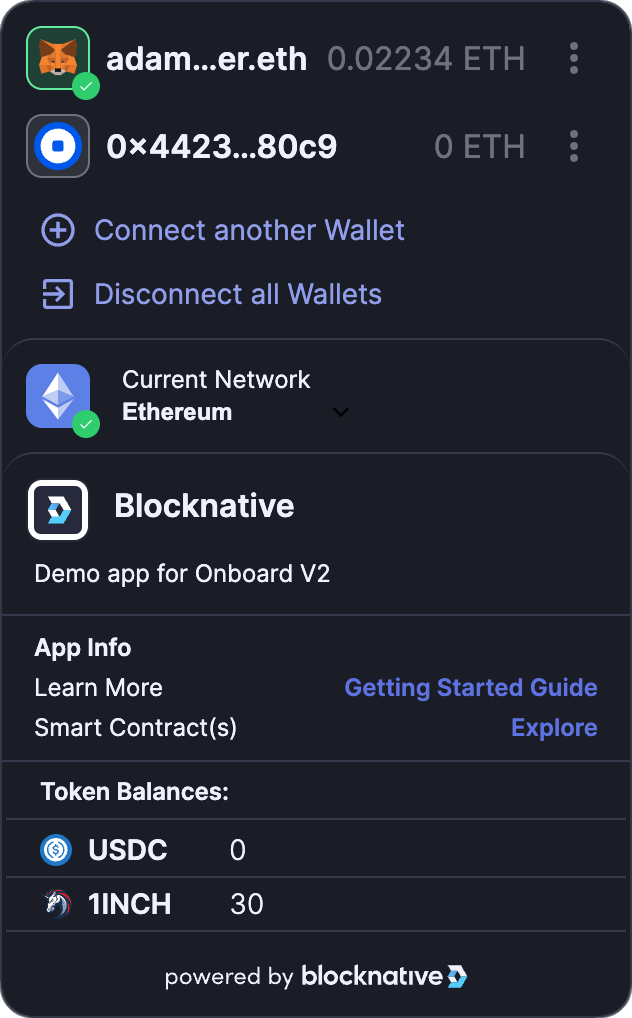 adam...er.eth 0.02234 ETH
0×4423...80c9 0 ETH
Connect another Wallet
Disconnect all Wallets
Current Network
Ethereum
Blocknative
Demo app for Onboard V2
App Info
Learn More Getting Started Guide
Smart Contract(s) Explore
Token Balances:
USDC 0
1INCH 30
powered by blocknative